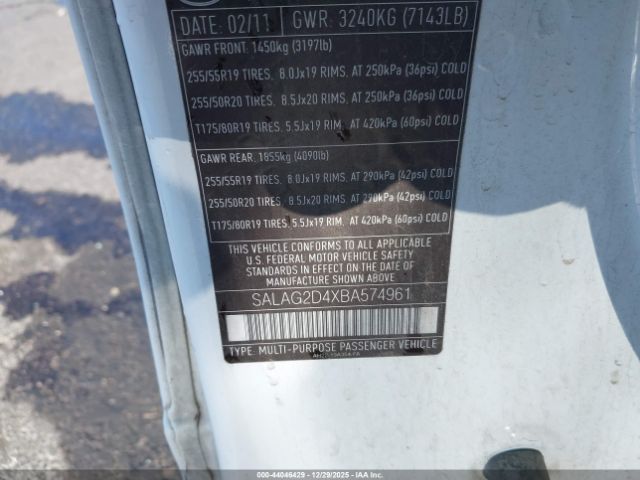 DATE: 02/11 GWR: 3240KG (7143LB)
GAWR FRONT: 1450kg (3197lb)
255/55R19 TIRES, 8.0Jx19 RIMS, AT 250kPa (36psi) COLD
255/50R20 TIRES, 8.5Jx20 RIMS, AT 250kPa (36psi) COLD
T175/80R19 TIRES, 5.5Jx19 RIM, AT 420kPa (60psi) COLD
GAWR REAR: 1855kg (4090lb)
255/55R19 TIRES, 8.0Jx19 RIMS, AT 290kPa (42psi) COLD
255/50R20 TIRES, 8.5Jx20 RIMS, AT 290kPa (42psi) COLD
T175/80R19 TIRES, 5.5Jx19 RIM, AT 420kPa (60psi) COLD
THIS VEHICLE CONFORMS TO ALL APPLICABLE
U.S. FEDERAL MOTOR VEHICLE SAFETY
STANDARDS IN EFFECT ON THE DATE OF
MANUFACTURE SHOWN ABOVE
SALAG2D4XBA574961
TYPE: MULTI-PURPOSE PASSENGER VEHICLE
000-44046429 - 12/29/2025 - IAAI.COM